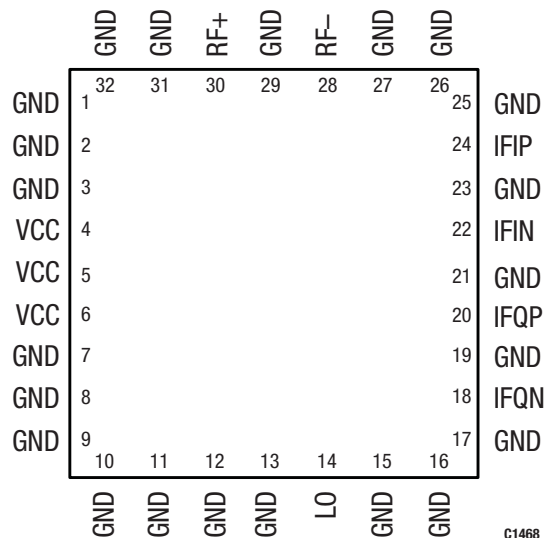 GND GND RF+ GND RF– GND GND
32 31 30 29 28 27 26
GND 1 25 GND
GND 2 24 IFIP
GND 3 23 GND
VCC 4 22 IFIN
VCC 5 21 GND
VCC 6 20 IFQP
GND 7 19 GND
GND 8 18 IFQN
GND 9 17 GND
10 11 12 13 14 15 16
GND GND GND GND LO GND GND
C1468